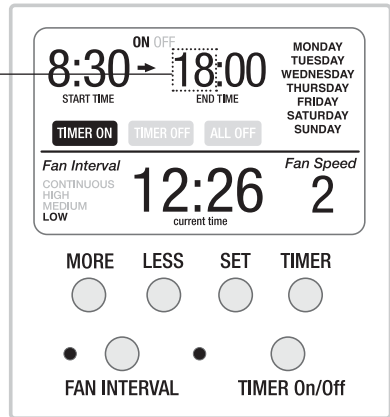 ON OFF
8:30 → 18:00
START TIME END TIME
MONDAY
TUESDAY
WEDNESDAY
THURSDAY
FRIDAY
SATURDAY
SUNDAY
TIMER ON TIMER OFF ALL OFF
Fan Interval
CONTINUOUS
HIGH
MEDIUM
LOW
12:26
current time
Fan Speed
2
MORE LESS SET TIMER
FAN INTERVAL TIMER On/Off